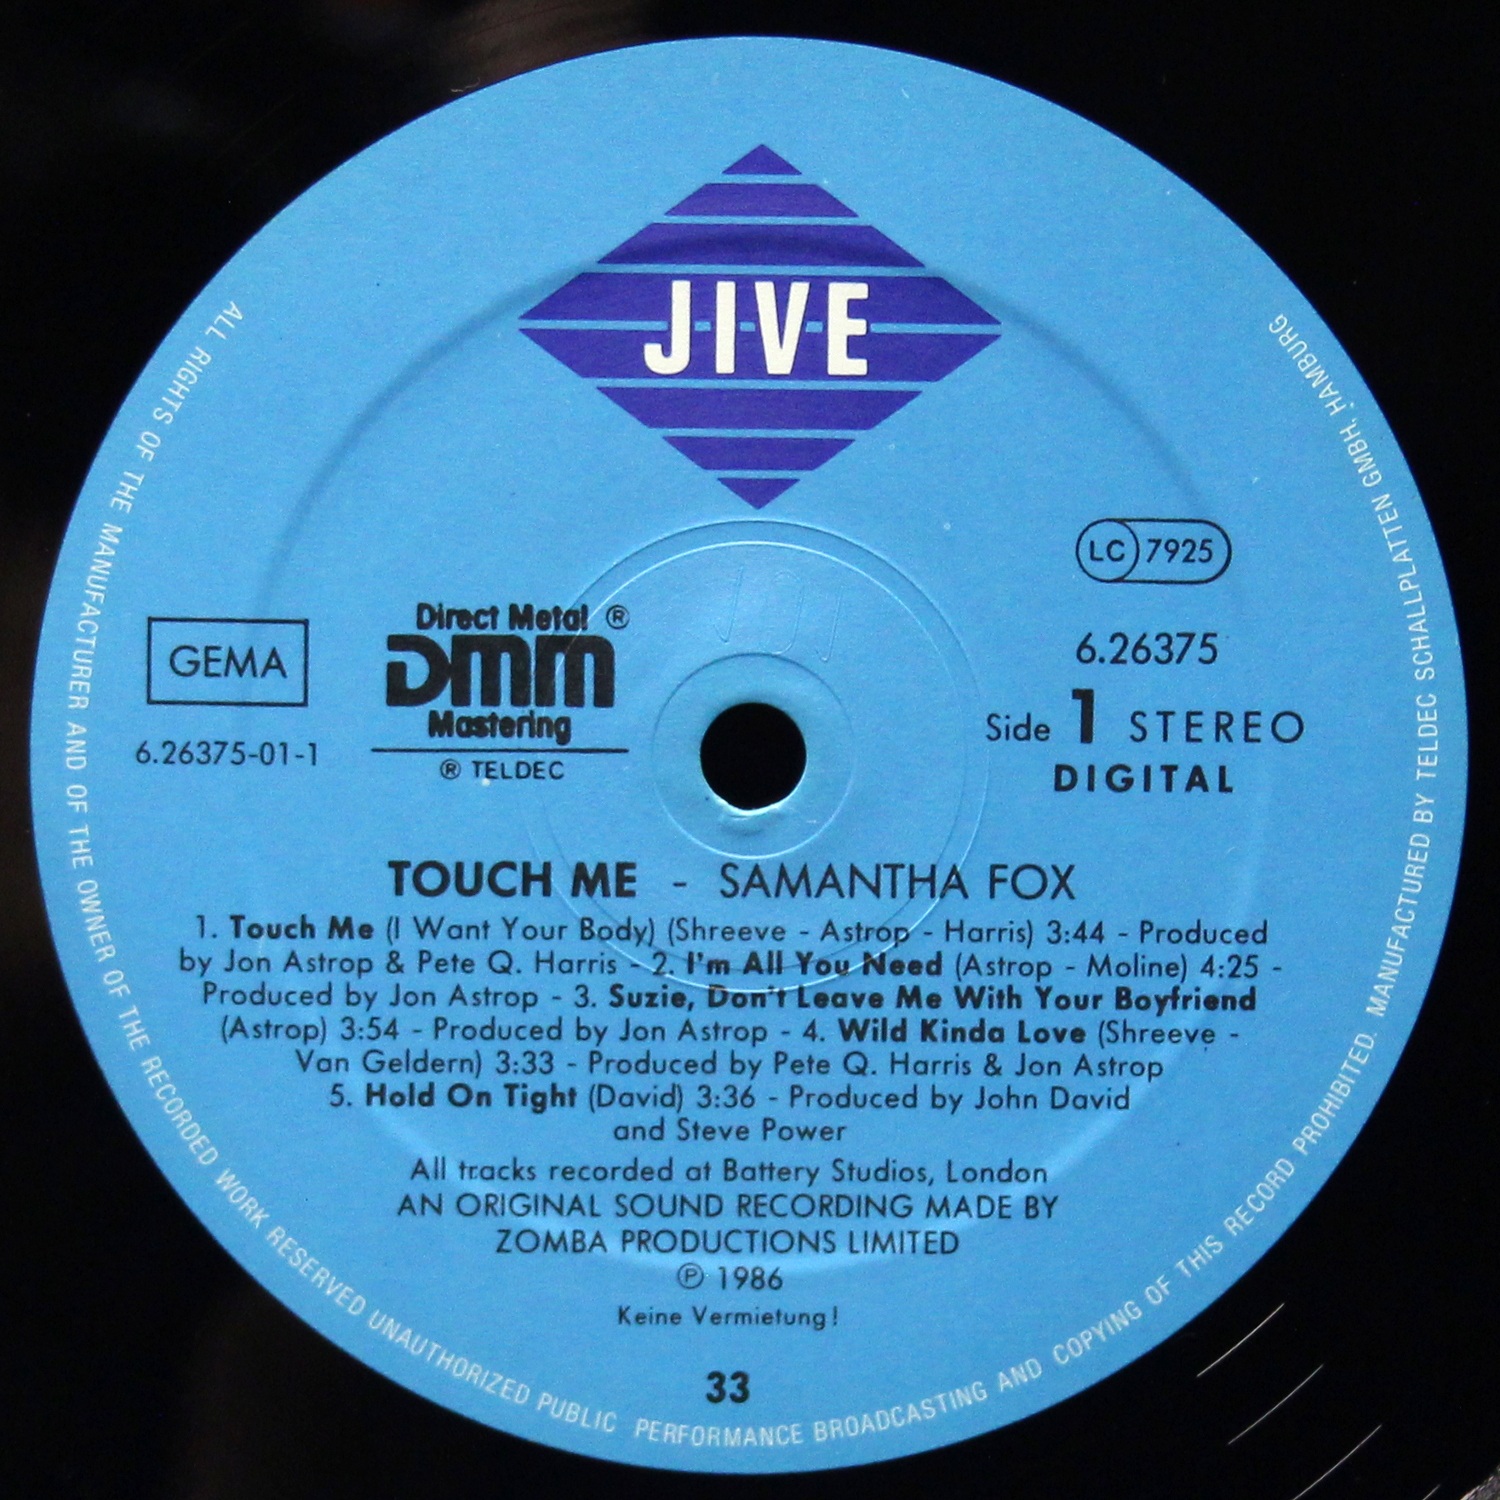 JIVE
LC 7925
GEMA
Direct Metal ®
DMM
Mastering
® TELDEC
6.26375-01-1
6.26375
Side 1 STEREO
DIGITAL
TOUCH ME - SAMANTHA FOX
1. Touch Me (I Want Your Body) (Shreeve - Astrop - Harris) 3:44 - Produced
by Jon Astrop & Pete Q. Harris - 2. I'm All You Need (Astrop - Moline) 4:25 -
Produced by Jon Astrop - 3. Suzie, Don't Leave Me With Your Boyfriend
(Astrop) 3:54 - Produced by Jon Astrop - 4. Wild Kinda Love (Shreeve -
Van Geldern) 3:33 - Produced by Pete Q. Harris & Jon Astrop
5. Hold On Tight (David) 3:36 - Produced by John David
and Steve Power
All tracks recorded at Battery Studios, London
AN ORIGINAL SOUND RECORDING MADE BY
ZOMBA PRODUCTIONS LIMITED
℗ 1986
Keine Vermietung!
33
ALL RIGHTS OF THE MANUFACTURER AND OF THE OWNER OF THE RECORDED WORK RESERVED UNAUTHORIZED PUBLIC PERFORMANCE BROADCASTING AND COPYING OF THIS RECORD PROHIBITED. MANUFACTURED BY TELDEC SCHALLPLATTEN GMBH, HAMBURG